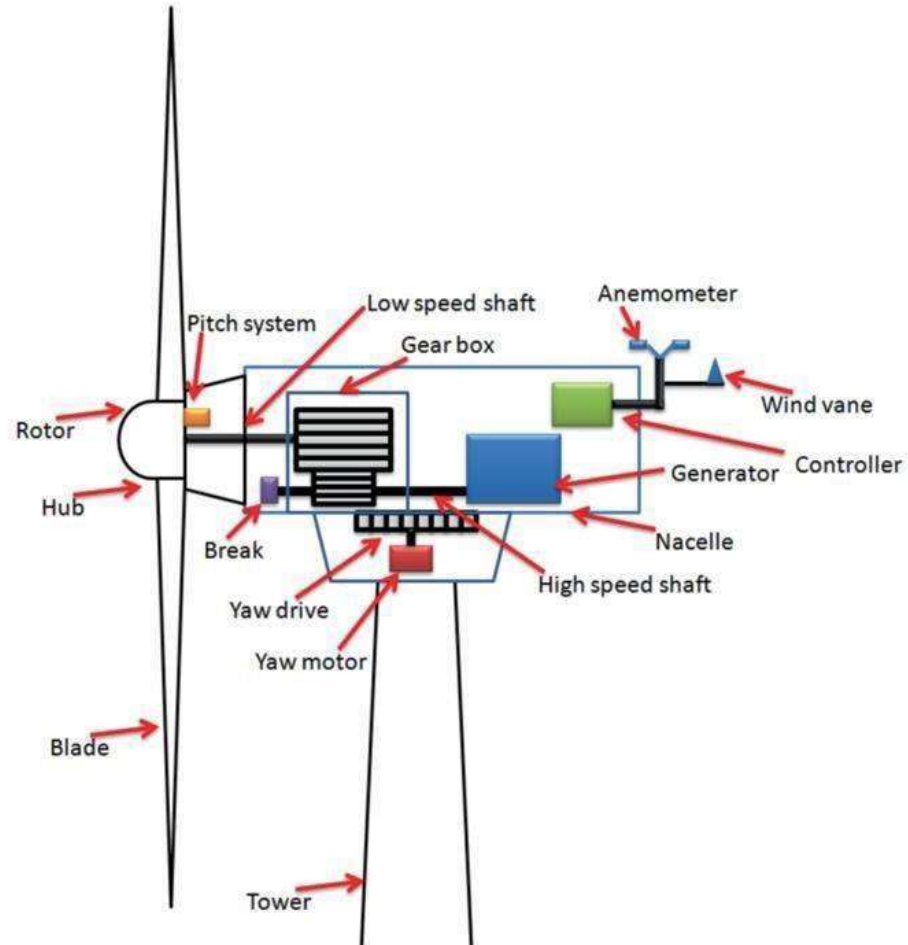 Anemometer
Low speed shaft
Pitch system
Gear box
Wind vane
Rotor
Controller
Generator
Hub
Nacelle
Break
High speed shaft
Yaw drive
Yaw motor
Blade
Tower